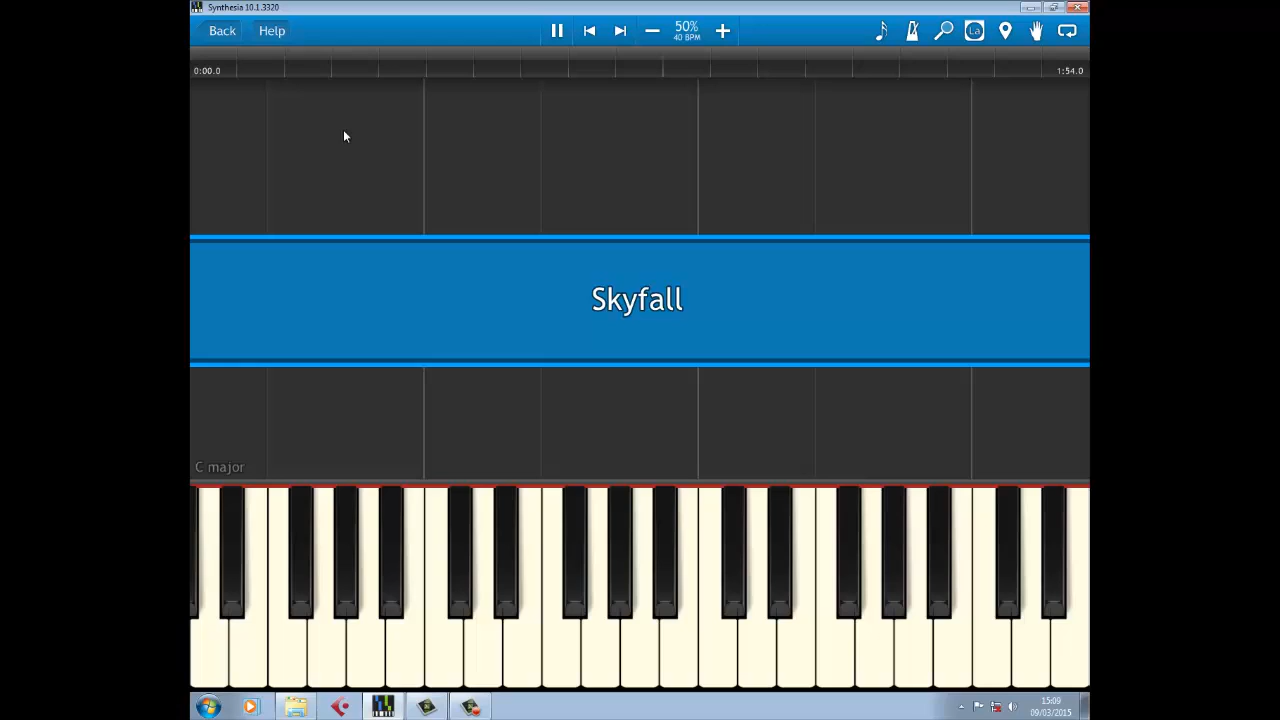 Synthesia 10.1.3320
Back Help
50%
40 BPM
La
0:00.0 1:54.0
Skyfall
C major
15:09
09/03/2015